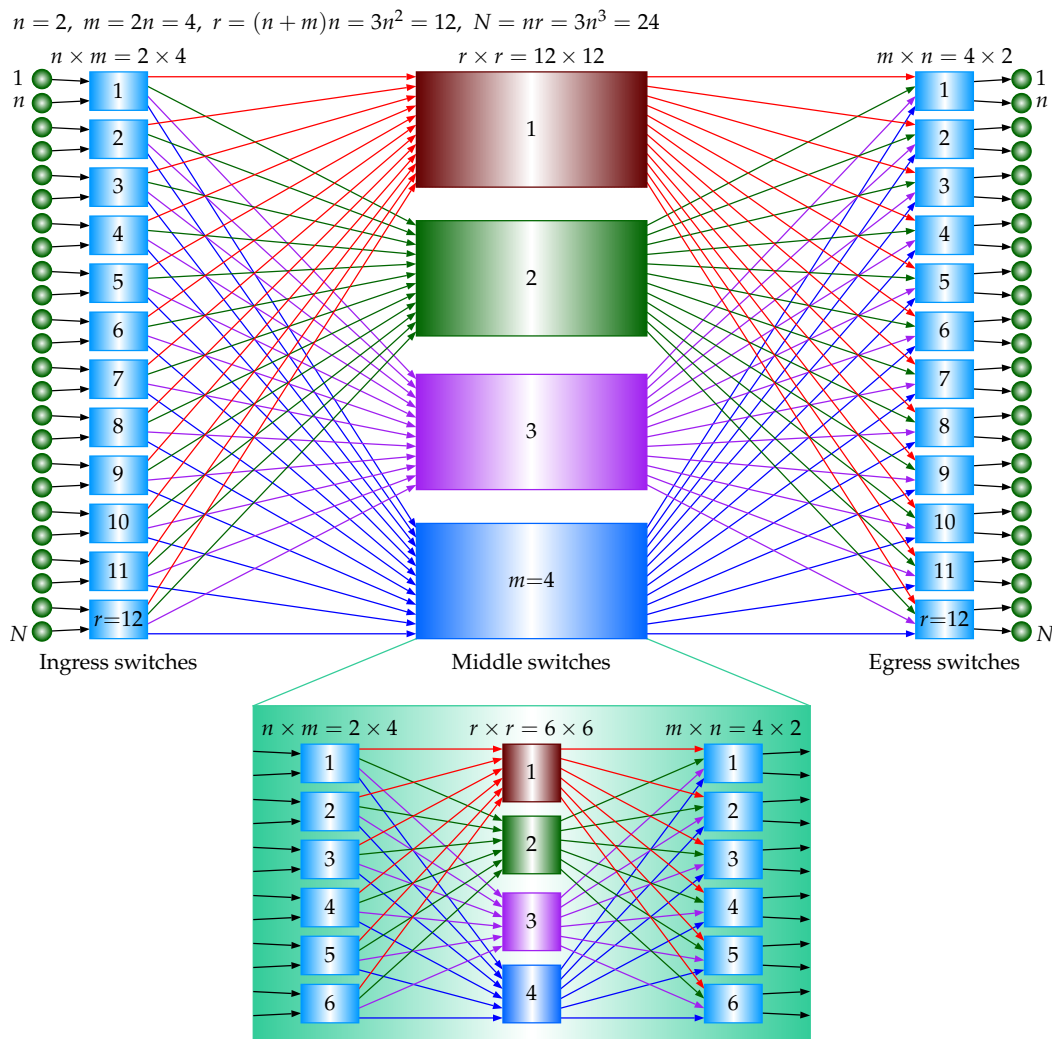 n = 2, m = 2n = 4, r = (n + m)n = 3n² = 12, N = nr = 3n³ = 24
n × m = 2 × 4
r × r = 12 × 12
m × n = 4 × 2
1
n
N
1
2
3
4
5
6
7
8
9
10
11
r=12
1
2
3
m=4
1
2
3
4
5
6
7
8
9
10
11
r=12
1
n
N
Ingress switches
Middle switches
Egress switches
n × m = 2 × 4
r × r = 6 × 6
m × n = 4 × 2
1
2
3
4
5
6
1
2
3
4
1
2
3
4
5
6